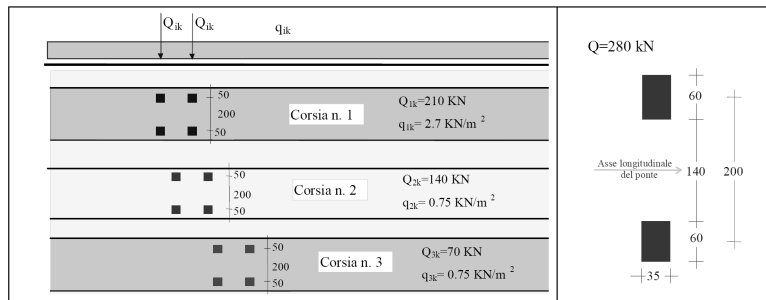 Qik Qik qik
50
200
50
Corsia n. 1
Q1k=210 KN
q1k= 2.7 KN/m 2
50
200
50
Corsia n. 2
Q2k=140 KN
q2k= 0.75 KN/m 2
50
200
50
Corsia n. 3
Q3k=70 KN
q3k= 0.75 KN/m 2
Q=280 kN
60
Asse longitudinale
del ponte
140 200
60
35